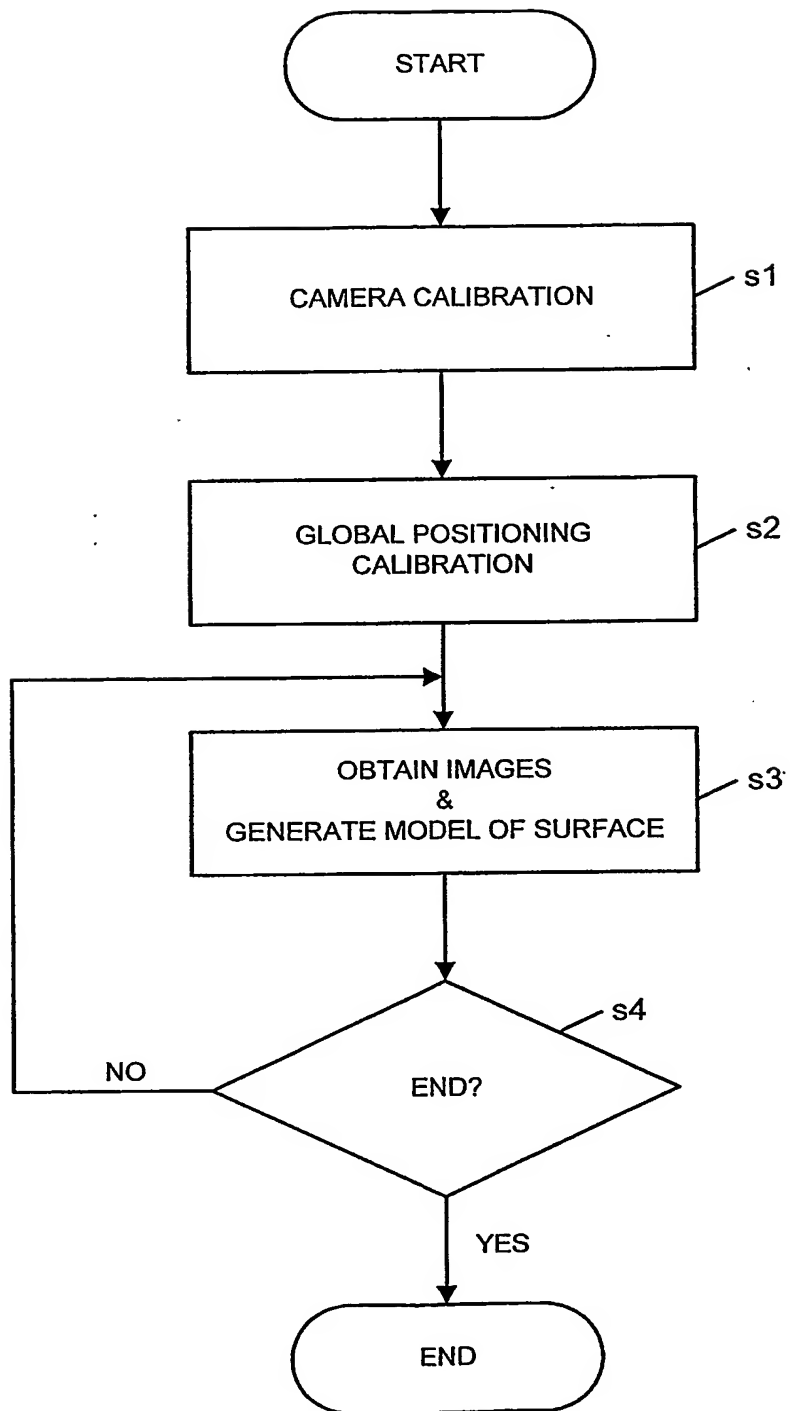 START
CAMERA CALIBRATION
s1
GLOBAL POSITIONING
CALIBRATION
s2
OBTAIN IMAGES
&
GENERATE MODEL OF SURFACE
s3
s4
NO
END?
YES
END